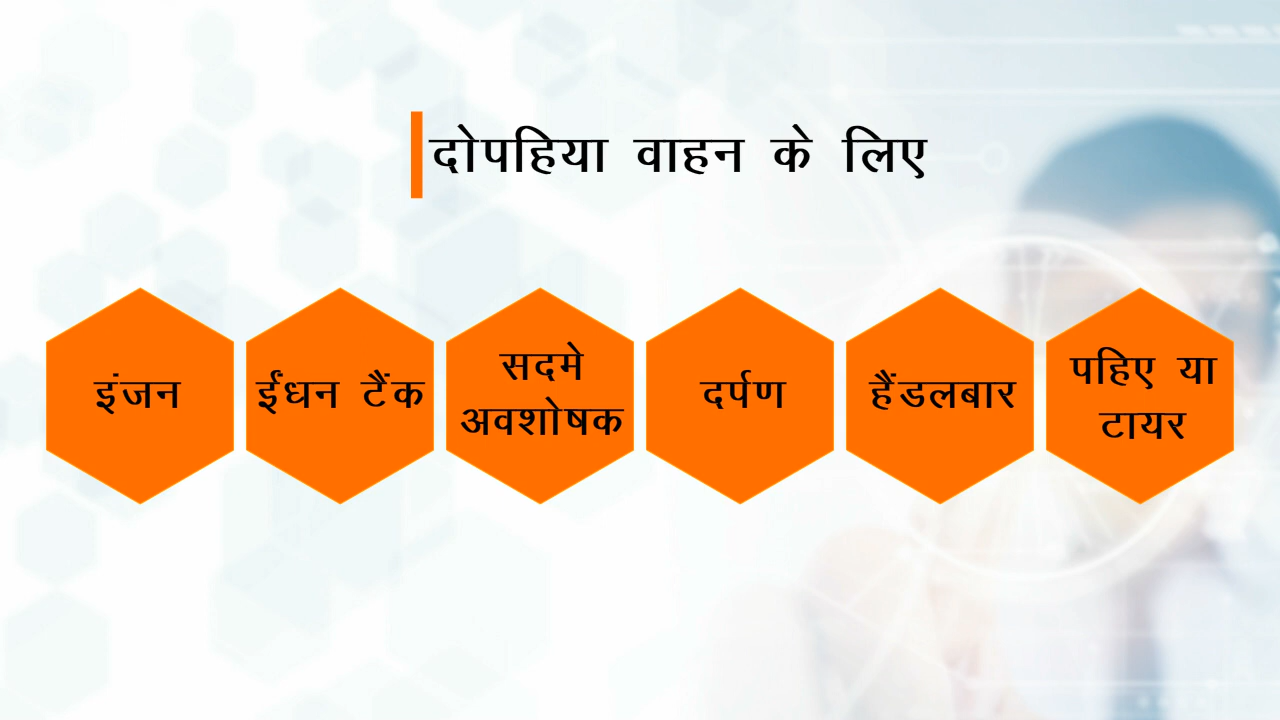 दोपहिया वाहन के लिए
इंजन
ईंधन टैंक
सदमे
अवशोषक
दर्पण
हैंडलबार
पहिए या
टायर